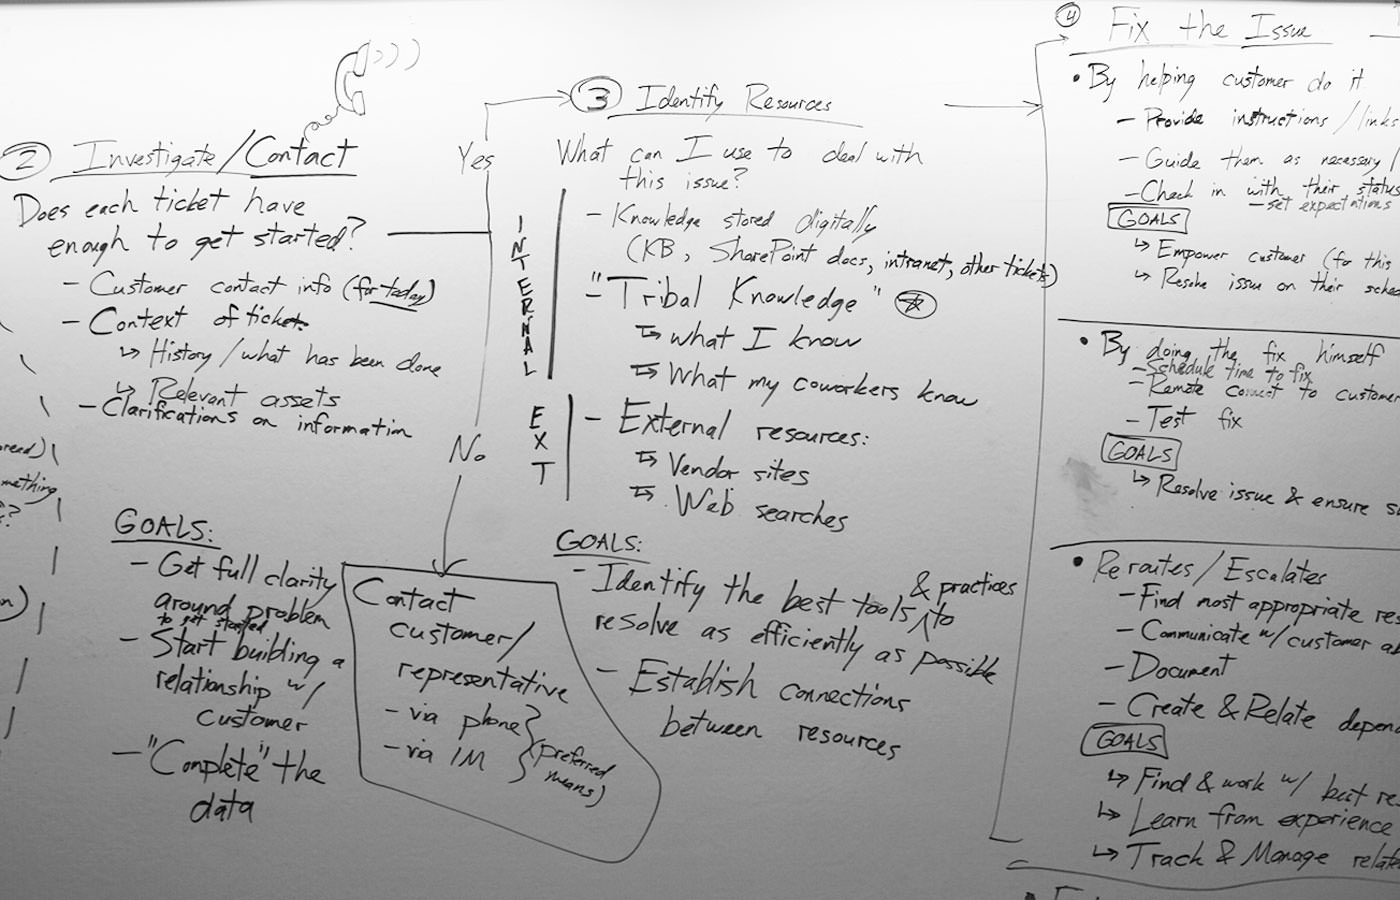 2 Investigate/Contact
Does each ticket have
enough to get started?
- Customer contact info (for today)
- Context of ticket
↳ History/what has been done
↳ Relevant assets
- Clarifications on information
GOALS:
- Get full clarity
around problem
to get started
- Start building a
relationship w/
customer
- "Complete" the
data
Yes
No
Contact
customer/
representative
- via phone
- via IM
(preferred
means)
3 Identify Resources
What can I use to deal with
this issue?
INTERNAL
- Knowledge stored digitally
(KB, SharePoint docs, intranet, other tickets)
- "Tribal Knowledge"
↳ what I know
↳ What my coworkers know
EXT
- External resources:
↳ Vendor sites
↳ Web searches
GOALS:
- Identify the best tools & practices to
resolve as efficiently as possible
- Establish connections
between resources
4 Fix the Issue
• By helping customer do it
- Provide instructions/links
- Guide them as necessary/
- Check in with their status
- set expectations
GOALS
↳ Empower customer (for this
↳ Resolve issue on their
• By doing the fix himself
- Schedule time to fix
- Remote connect to customer
- Test fix
GOALS
↳ Resolve issue & ensure
• Reroutes/Escalates
- Find most appropriate
- Communicate w/customer
- Document
- Create & Relate
GOALS
↳ Find & work w/ best
↳ Learn from experience
↳ Track & Manage